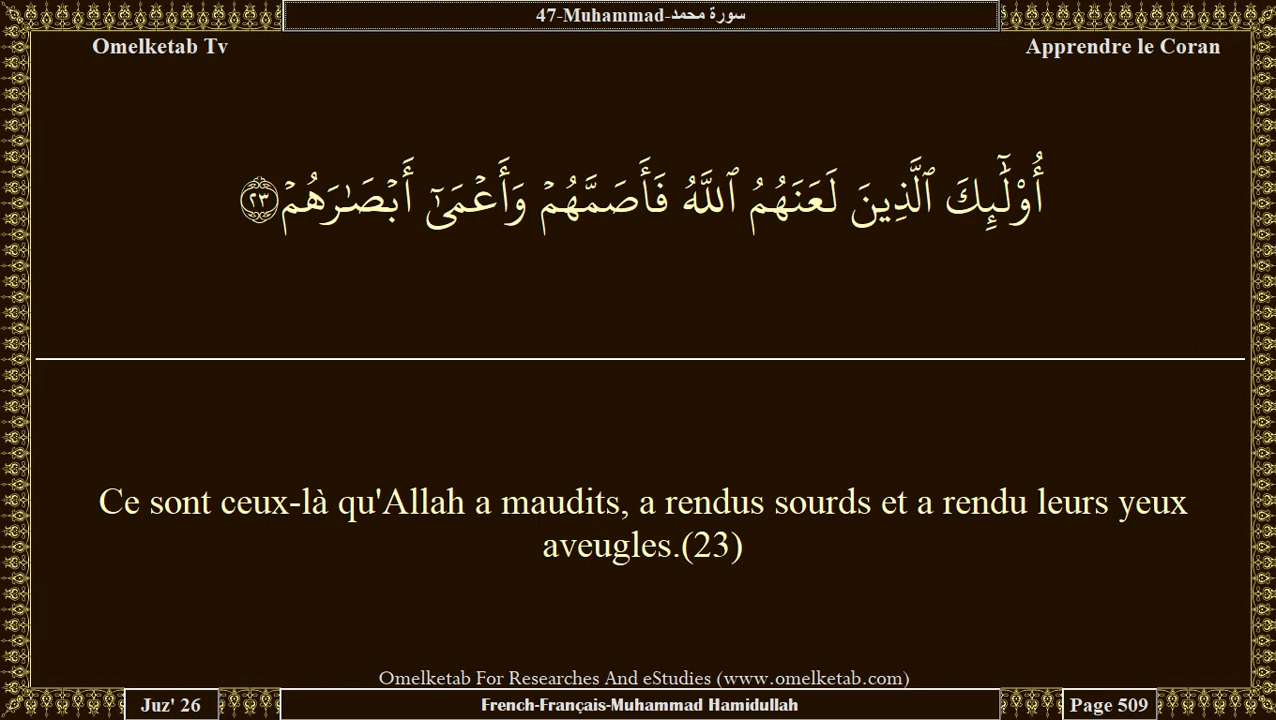 47-Muhammad-سورة محمد
Omelketab Tv
Apprendre le Coran
أُوْلَـٰٓئِكَ ٱلَّذِينَ لَعَنَهُمُ ٱللَّهُ فَأَصَمَّهُمۡ وَأَعۡمَىٰٓ أَبۡصَـٰرَهُمۡ ٢٣
Ce sont ceux-là qu'Allah a maudits, a rendus sourds et a rendu leurs yeux
aveugles.(23)
Omelketab For Researches And eStudies (www.omelketab.com)
Juz' 26
French-Français-Muhammad Hamidullah
Page 509